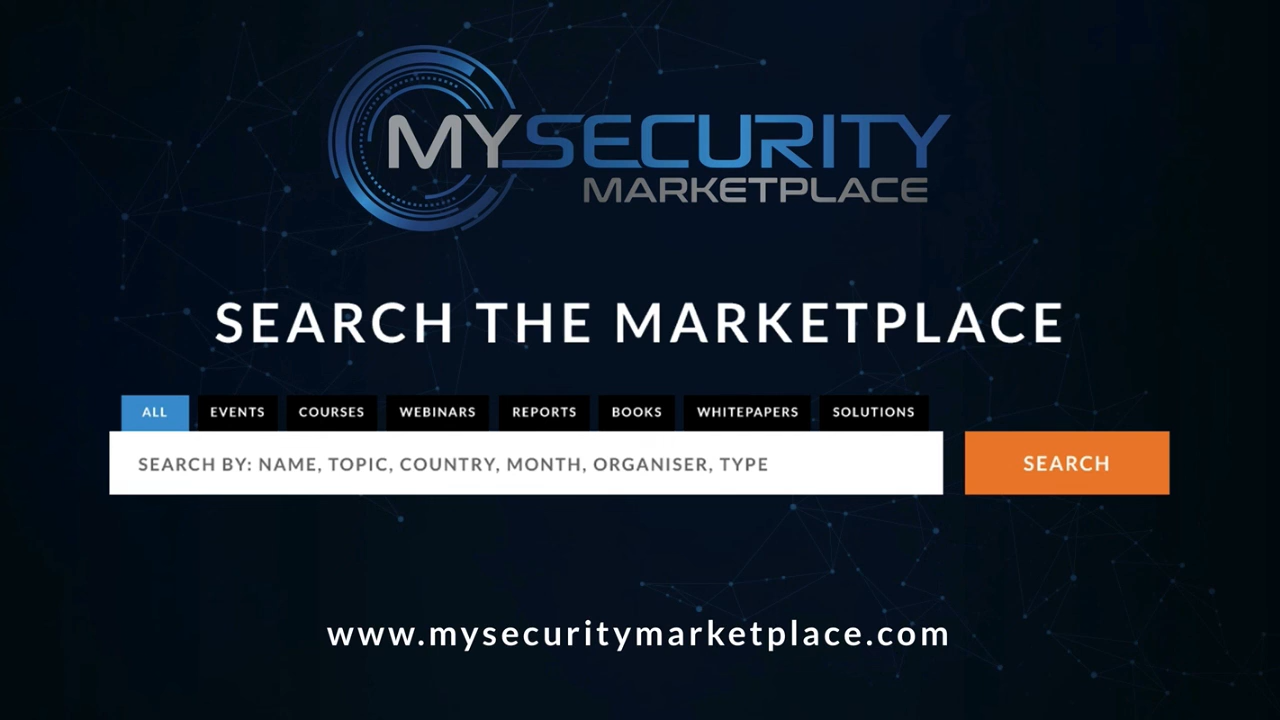 MYSECURITY
MARKETPLACE
SEARCH THE MARKETPLACE
ALL EVENTS COURSES WEBINARS REPORTS BOOKS WHITEPAPERS SOLUTIONS
SEARCH BY: NAME, TOPIC, COUNTRY, MONTH, ORGANISER, TYPE SEARCH
www.mysecuritymarketplace.com